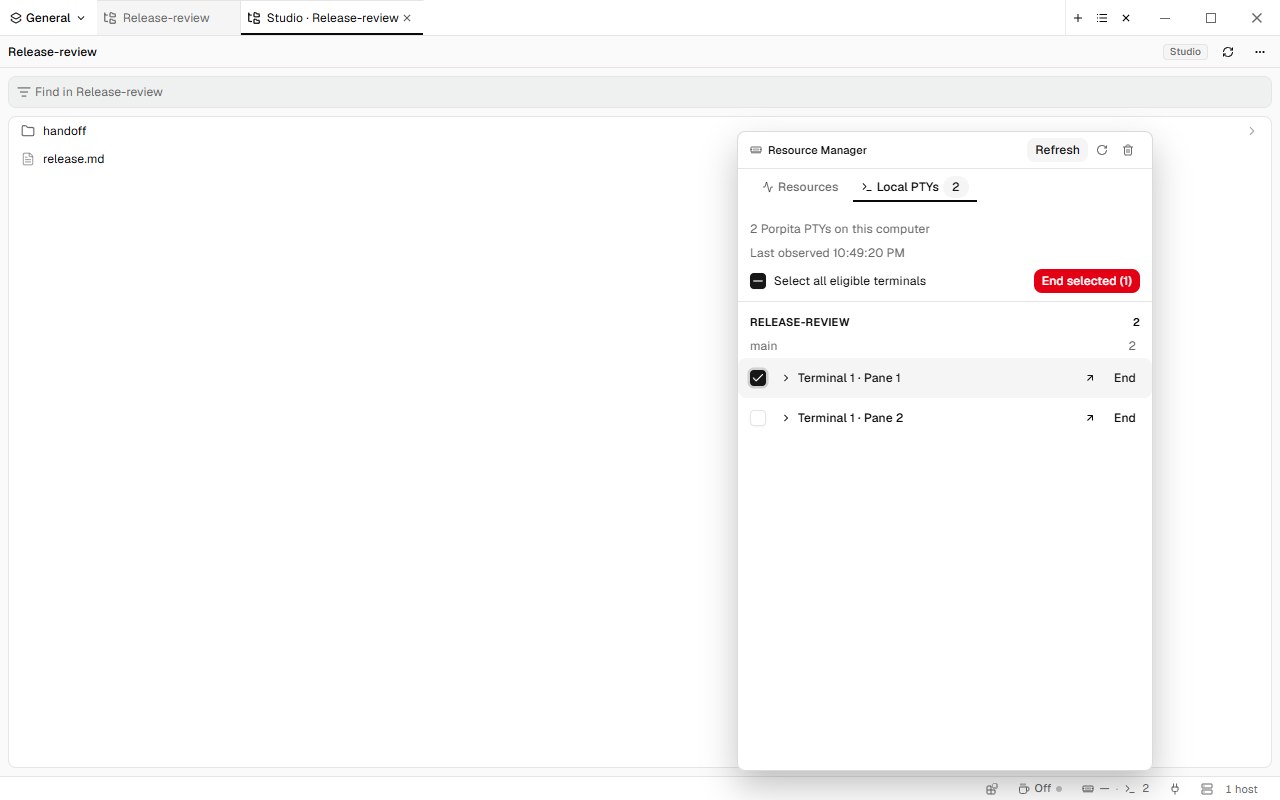 General
Release-review
Studio · Release-review
Release-review
Studio
Find in Release-review
handoff
release.md
Resource Manager
Refresh
Resources
Local PTYs 2
2 Porpita PTYs on this computer
Last observed 10:49:20 PM
Select all eligible terminals
End selected (1)
RELEASE-REVIEW 2
main 2
Terminal 1 · Pane 1 End
Terminal 1 · Pane 2 End
Off — · 2 1 host